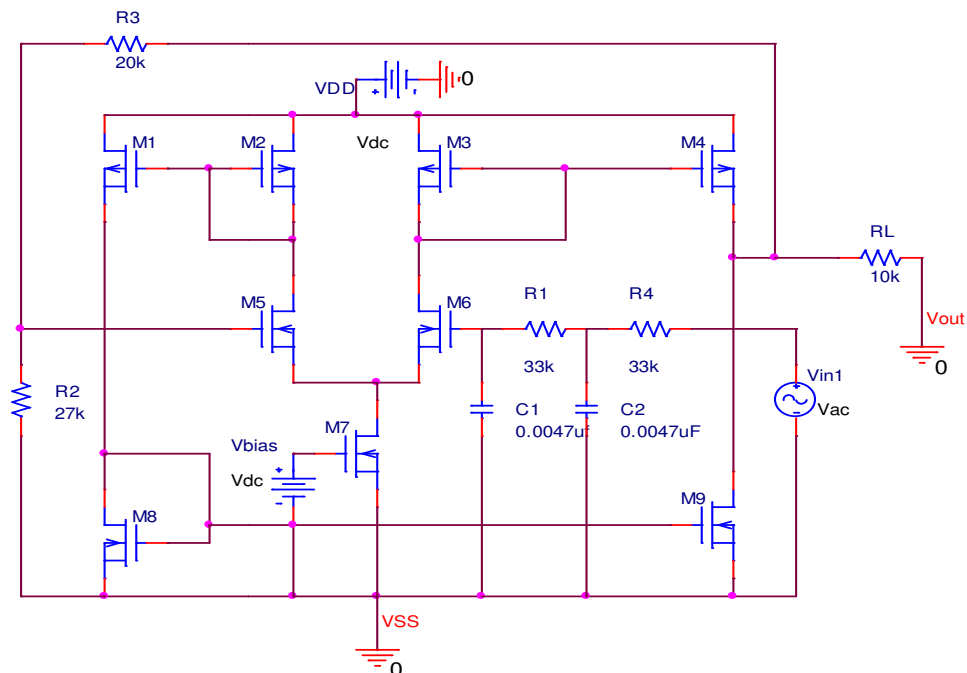 R3
20k
VDD
0
Vdc
M1
M2
M3
M4
RL
10k
R1
R4
M5
M6
Vout
33k
33k
0
Vin1
R2
27k
C1
C2
Vac
0.0047uf
0.0047uF
M7
Vbias
Vdc
M9
M8
VSS
0